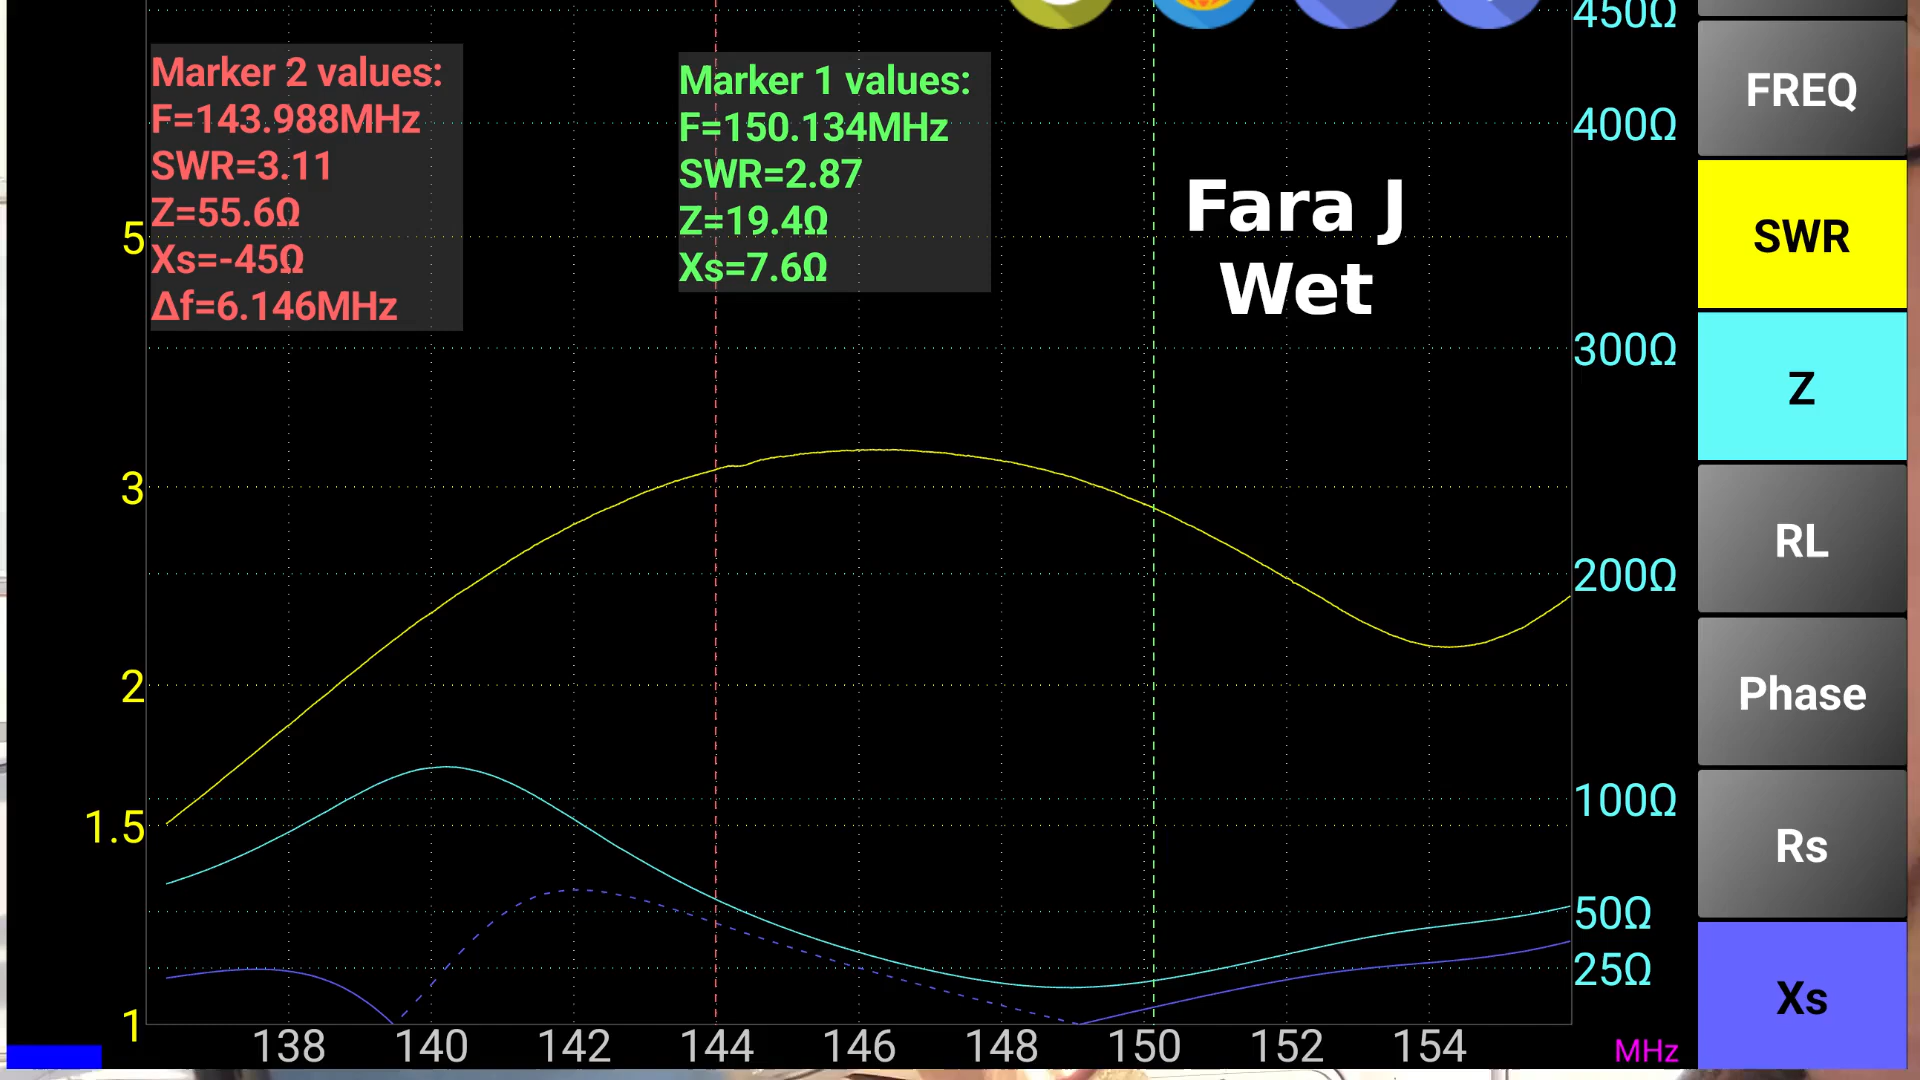 Marker 2 values:
F=143.988MHz
SWR=3.11
Z=55.6Ω
Xs=-45Ω
Δf=6.146MHz
Marker 1 values:
F=150.134MHz
SWR=2.87
Z=19.4Ω
Xs=7.6Ω
Fara J
Wet
5
3
2
1.5
1
450Ω
400Ω
300Ω
200Ω
100Ω
50Ω
25Ω
138 140 142 144 146 148 150 152 154
MHz
FREQ
SWR
Z
RL
Phase
Rs
Xs